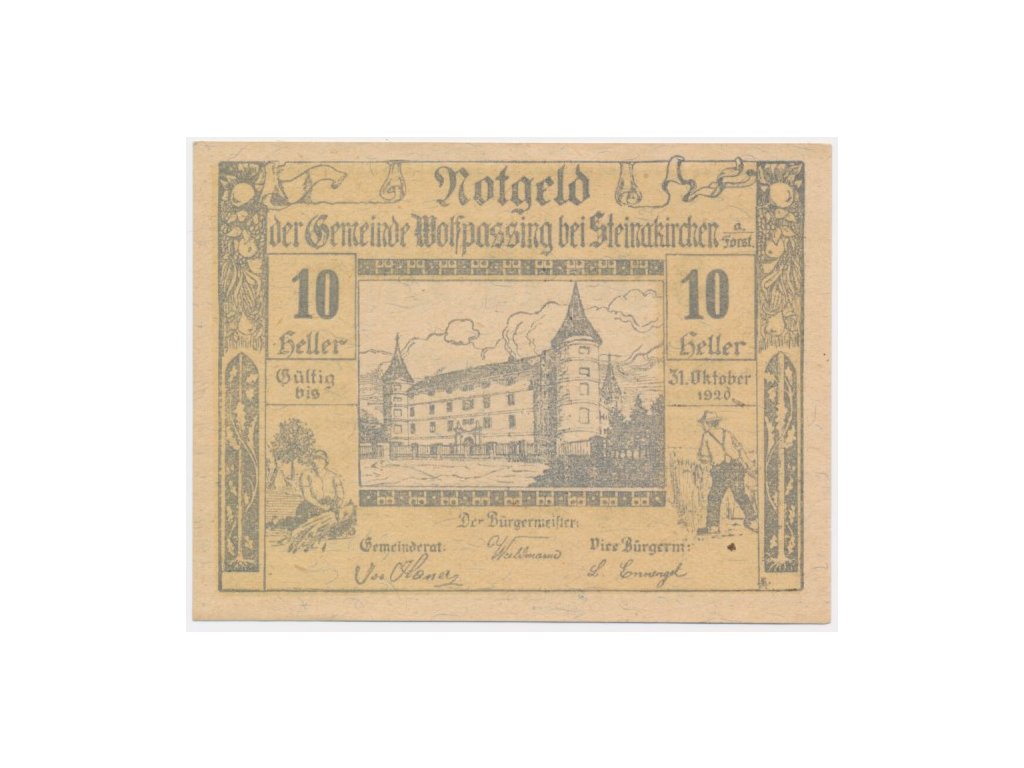 Notgeld
der Gemeinde Wolfpassing bei Steinakirchen a/Forst.
10 Heller
10 Heller
Gültig bis
31. Oktober 1920
Der Bürgermeister:
Gemeinderat:
Vice Bürgerm: